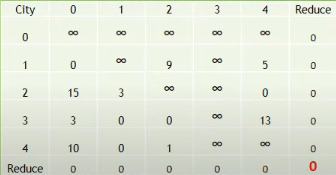 City 0 1 2 3 4 Reduce
0 ∞ ∞ ∞ ∞ ∞ 0
1 0 ∞ 9 ∞ 5 0
2 15 3 ∞ ∞ 0 0
3 3 0 0 ∞ 13 0
4 10 0 1 ∞ ∞ 0
Reduce 0 0 0 0 0 0